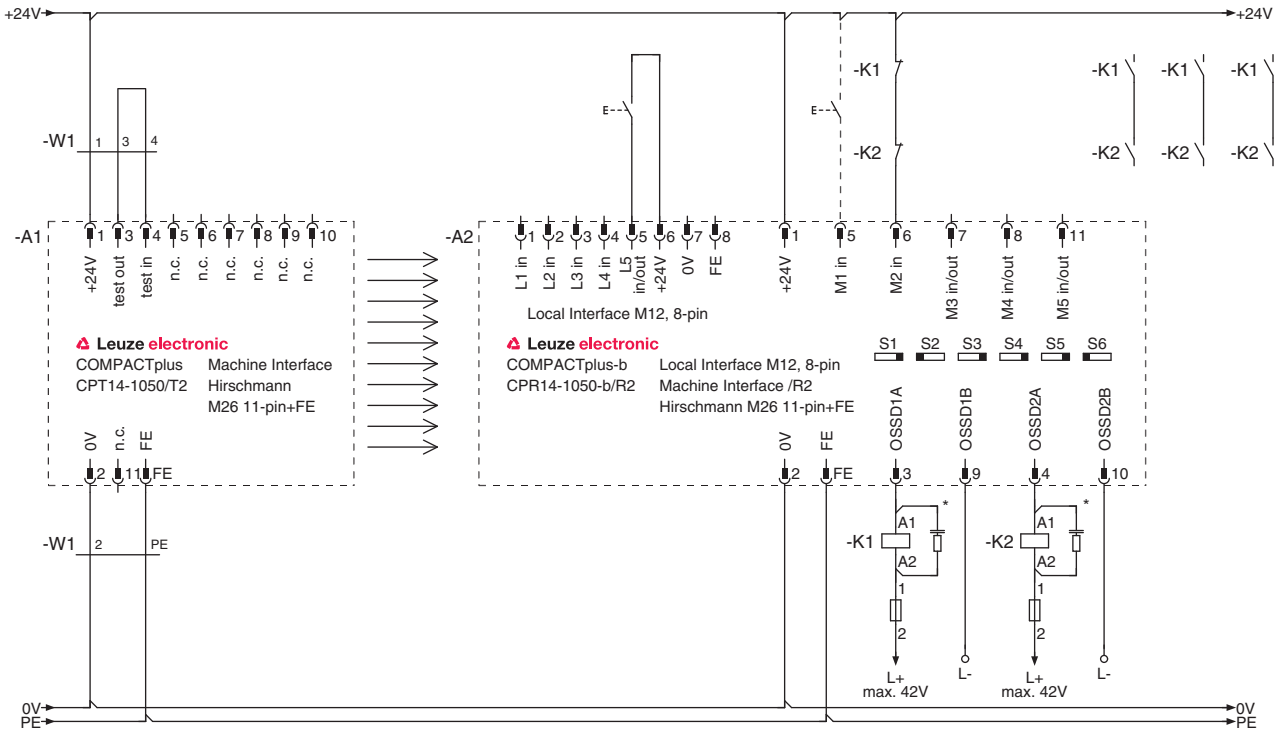 +24V
+24V
-K1
-K1
-K1
-K1
E
E
-W1
1
3
4
-K2
-K2
-K2
-K2
-A1
1
3
4
5
6
7
8
9
10
+24V
test out
test in
n.c.
n.c.
n.c.
n.c.
n.c.
n.c.
-A2
1
2
3
4
5
6
7
8
1
5
6
7
8
11
L1 in
L2 in
L3 in
L4 in
L5
in/out
+24V
0V
FE
+24V
M1 in
M2 in
M3 in/out
M4 in/out
M5 in/out
Local Interface M12, 8-pin
Leuze electronic
COMPACTplus
CPT14-1050/T2
Machine Interface
Hirschmann
M26 11-pin+FE
Leuze electronic
COMPACTplus-b
CPR14-1050-b/R2
Local Interface M12, 8-pin
Machine Interface /R2
Hirschmann M26 11-pin+FE
S1
S2
S3
S4
S5
S6
0V
n.c.
FE
2
11
FE
0V
FE
OSSD1A
OSSD1B
OSSD2A
OSSD2B
2
FE
3
9
4
10
-W1
2
PE
-K1
A1
A2
*
1
2
L+
max. 42V
L-
-K2
A1
A2
*
1
2
L+
max. 42V
L-
0V
PE
0V
PE